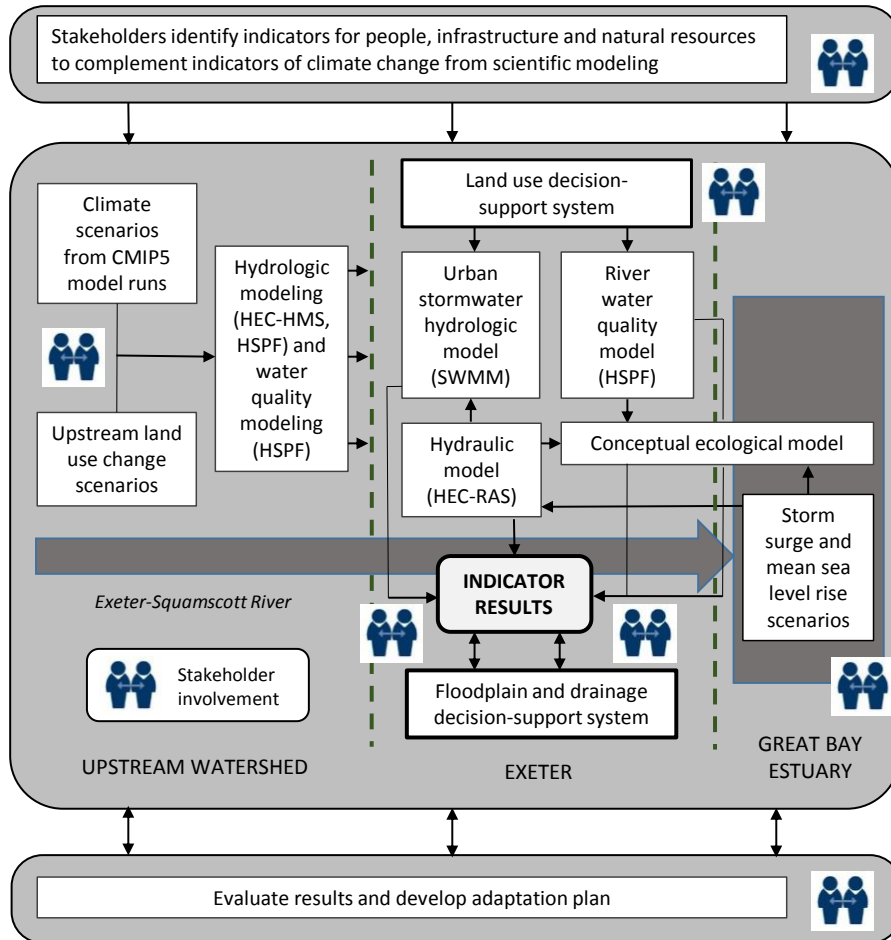 Stakeholders identify indicators for people, infrastructure and natural resources
to complement indicators of climate change from scientific modeling
Climate
scenarios
from CMIP5
model runs
Upstream land
use change
scenarios
Hydrologic
modeling
(HEC-HMS,
HSPF) and
water
quality
modeling
(HSPF)
Land use decision-
support system
Urban
stormwater
hydrologic
model
(SWMM)
River
water
quality
model
(HSPF)
Hydraulic
model
(HEC-RAS)
Conceptual ecological model
Storm
surge and
mean sea
level rise
scenarios
INDICATOR
RESULTS
Exeter-Squamscott River
Stakeholder
involvement
Floodplain and drainage
decision-support system
UPSTREAM WATERSHED
EXETER
GREAT BAY
ESTUARY
Evaluate results and develop adaptation plan